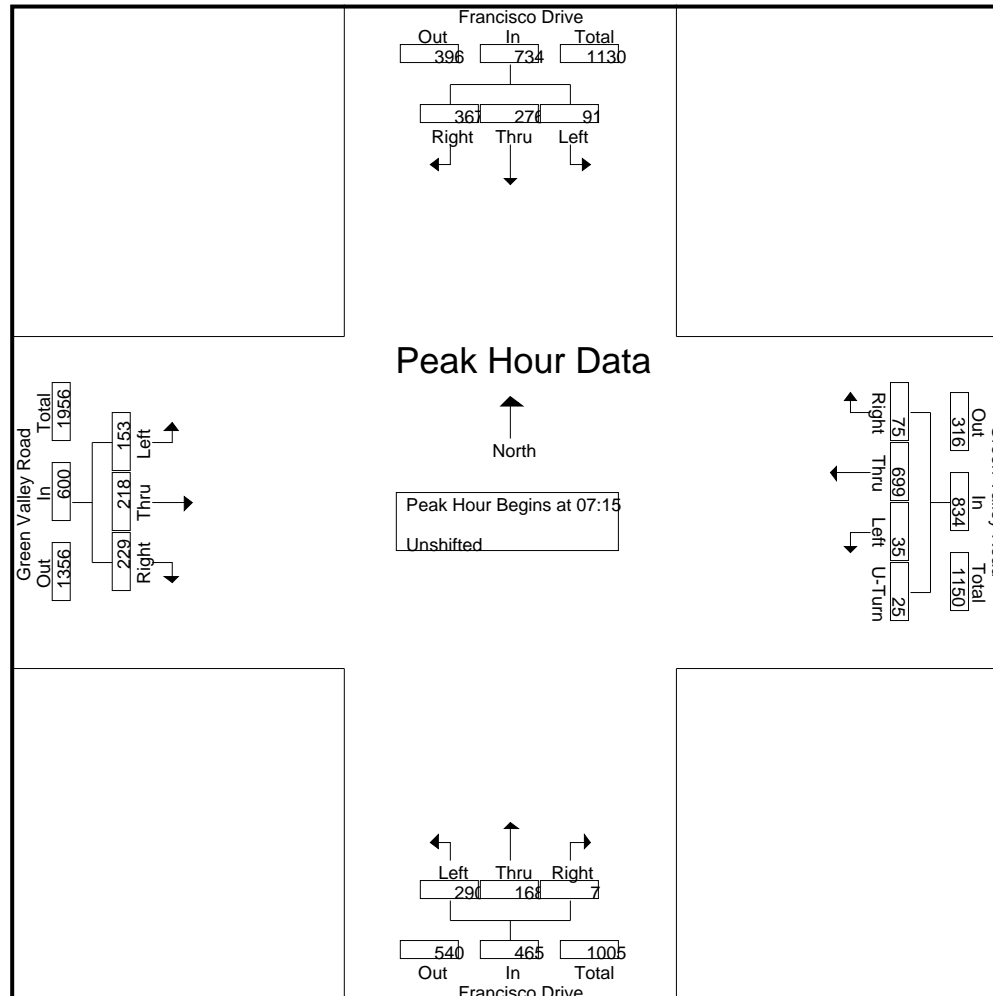 Francisco Drive
Out In Total
396 734 1130
367 276 91
Right Thru Left
Peak Hour Data
North
Peak Hour Begins at 07:15
Unshifted
Green Valley Road
Total In Out
1956 600 1356
153 218 229
Left Thru Right
Right Thru Left U-Turn
75 699 35 25
316 834 1150
Out In Total
Left Thru Right
290 168 7
540 465 1005
Out In Total
Francisco Drive